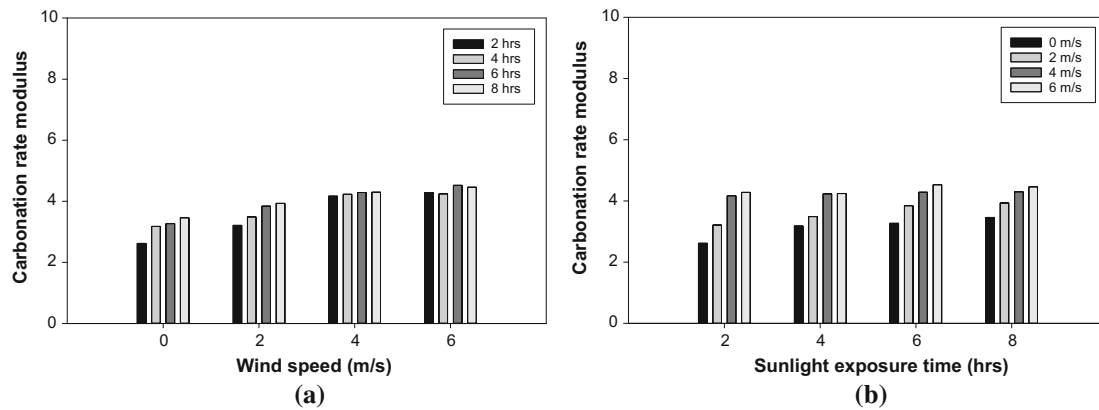 10
8
6
4
2
0
Carbonation rate modulus
2 hrs
4 hrs
6 hrs
8 hrs
0 2 4 6
Wind speed (m/s)
(a)
10
8
6
4
2
0
Carbonation rate modulus
0 m/s
2 m/s
4 m/s
6 m/s
2 4 6 8
Sunlight exposure time (hrs)
(b)